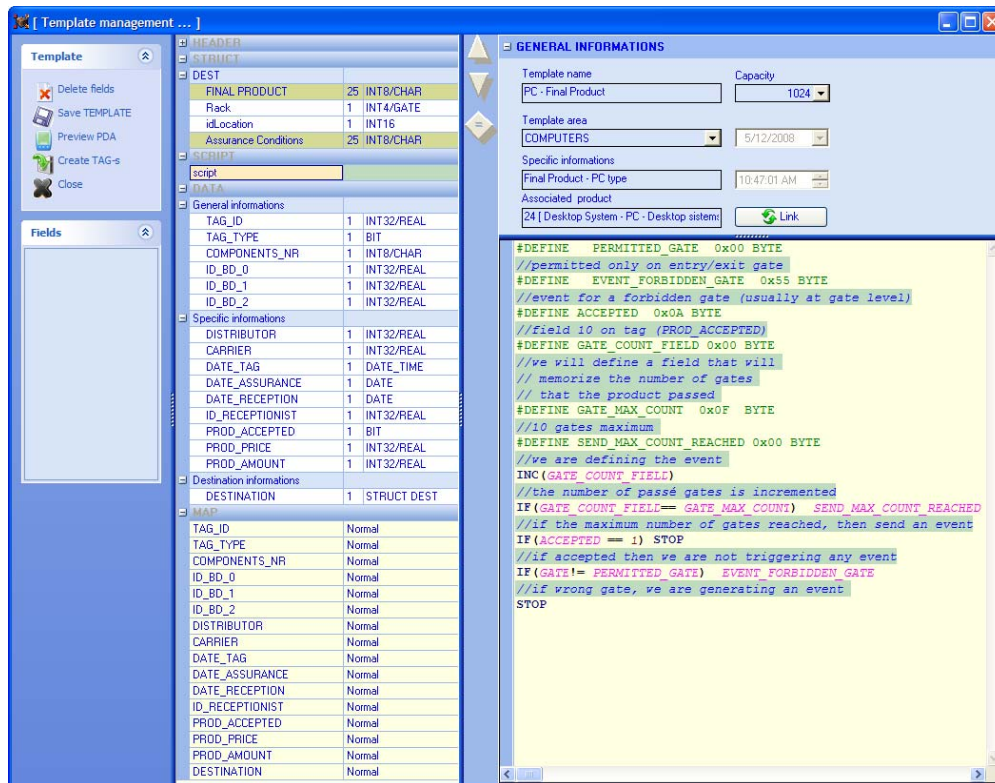 [ Template management ... ]
Template
Delete fields
Save TEMPLATE
Preview PDA
Create TAG-s
Close
Fields
HEADER
STRUCT
DEST
FINAL PRODUCT 25 INT8/CHAR
Rack 1 INT4/GATE
idLocation 1 INT16
Assurance Conditions 25 INT8/CHAR
SCRIPT
script
DATA
General informations
TAG_ID 1 INT32/REAL
TAG_TYPE 1 BIT
COMPONENTS_NR 1 INT8/CHAR
ID_BD_0 1 INT32/REAL
ID_BD_1 1 INT32/REAL
ID_BD_2 1 INT32/REAL
Specific informations
DISTRIBUTOR 1 INT32/REAL
CARRIER 1 INT32/REAL
DATE_TAG 1 DATE_TIME
DATE_ASSURANCE 1 DATE
DATE_RECEPTION 1 DATE
ID_RECEPTIONIST 1 INT32/REAL
PROD_ACCEPTED 1 BIT
PROD_PRICE 1 INT32/REAL
PROD_AMOUNT 1 INT32/REAL
Destination informations
DESTINATION 1 STRUCT DEST
MAP
TAG_ID Normal
TAG_TYPE Normal
COMPONENTS_NR Normal
ID_BD_0 Normal
ID_BD_1 Normal
ID_BD_2 Normal
DISTRIBUTOR Normal
CARRIER Normal
DATE_TAG Normal
DATE_ASSURANCE Normal
DATE_RECEPTION Normal
ID_RECEPTIONIST Normal
PROD_ACCEPTED Normal
PROD_PRICE Normal
PROD_AMOUNT Normal
DESTINATION Normal
GENERAL INFORMATIONS
Template name Capacity
PC - Final Product 1024
Template area
COMPUTERS 5/12/2008
Specific informations
Final Product - PC type 10:47:01 AM
Associated product
24 [ Desktop System - PC - Desktop sistems Link
#DEFINE PERMITTED_GATE 0x00 BYTE
//permitted only on entry/exit gate
#DEFINE EVENT_FORBIDDEN_GATE 0x55 BYTE
//event for a forbidden gate (usually at gate level)
#DEFINE ACCEPTED 0x0A BYTE
//field 10 on tag (PROD_ACCEPTED)
#DEFINE GATE_COUNT_FIELD 0x00 BYTE
//we will define a field that will
// memorize the number of gates
// that the product passed
#DEFINE GATE_MAX_COUNT 0x0F BYTE
//10 gates maximum
#DEFINE SEND_MAX_COUNT_REACHED 0x00 BYTE
//we are defining the event
INC(GATE_COUNT_FIELD)
//the number of passé gates is incremented
IF(GATE_COUNT_FIELD== GATE_MAX_COUNT) SEND_MAX_COUNT_REACHED
//if the maximum number of gates reached, then send an event
IF(ACCEPTED == 1) STOP
//if accepted then we are not triggering any event
IF(GATE!= PERMITTED_GATE) EVENT_FORBIDDEN_GATE
//if wrong gate, we are generating an event
STOP